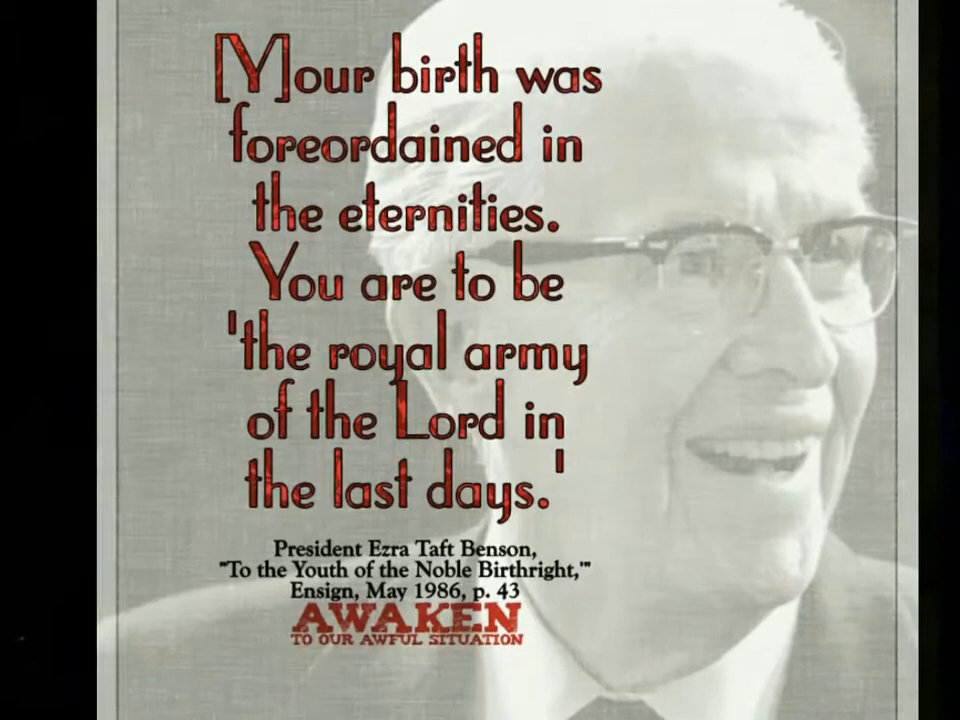 [Y]our birth was
foreordained in
the eternities.
You are to be
'the royal army
of the Lord in
the last days.'
President Ezra Taft Benson,
"To the Youth of the Noble Birthright,'"
Ensign, May 1986, p. 43
AWAKEN
TO OUR AWFUL SITUATION